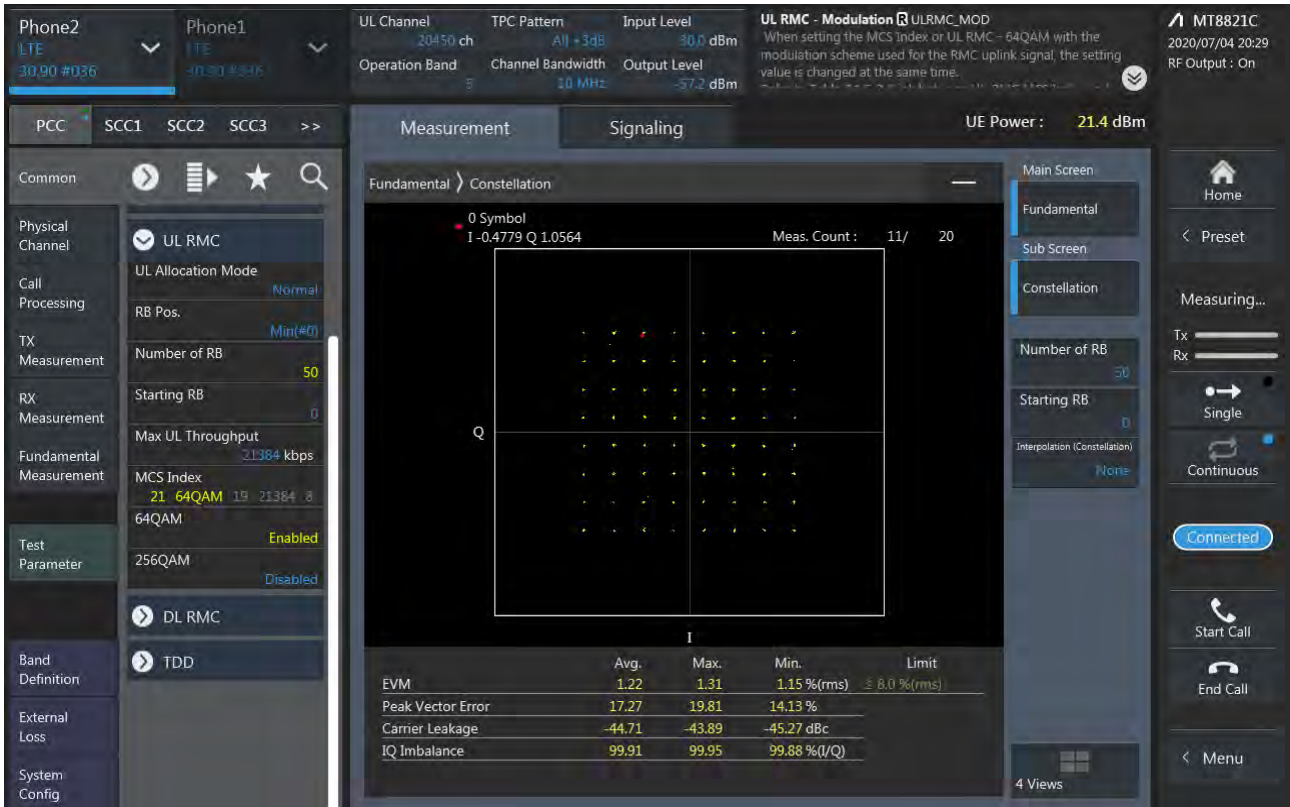 Phone2
LTE
30.90 #036
Phone1
LTE
30.90 #036
UL Channel
20450 ch
Operation Band
5
TPC Pattern
All +3dB
Channel Bandwidth
10 MHz
Input Level
30.0 dBm
Output Level
-57.2 dBm
UL RMC - Modulation R ULRMC_MOD
When setting the MCS Index or UL RMC – 64QAM with the
modulation scheme used for the RMC uplink signal, the setting
value is changed at the same time.
MT8821C
2020/07/04 20:29
RF Output : On
PCC SCC1 SCC2 SCC3 >>
Measurement
Signaling
UE Power : 21.4 dBm
Common
Physical
Channel
Call
Processing
TX
Measurement
RX
Measurement
Fundamental
Measurement
Test
Parameter
Band
Definition
External
Loss
System
Config
UL RMC
UL Allocation Mode
Normal
RB Pos.
Min(#0)
Number of RB
50
Starting RB
0
Max UL Throughput
21384 kbps
MCS Index
21 64QAM 19 21384 8
64QAM
Enabled
256QAM
Disabled
DL RMC
TDD
Fundamental 〉 Constellation
0 Symbol
I -0.4779 Q 1.0564
Meas. Count : 11/ 20
Q
I
Avg. Max. Min. Limit
EVM 1.22 1.31 1.15 %(rms) ≦ 8.0 %(rms)
Peak Vector Error 17.27 19.81 14.13 %
Carrier Leakage -44.71 -43.89 -45.27 dBc
IQ Imbalance 99.91 99.95 99.88 %(I/Q)
Main Screen
Fundamental
Sub Screen
Constellation
Number of RB
50
Starting RB
0
Interpolation (Constellation)
None
4 Views
Home
< Preset
Measuring...
Tx
Rx
Single
Continuous
Connected
Start Call
End Call
< Menu